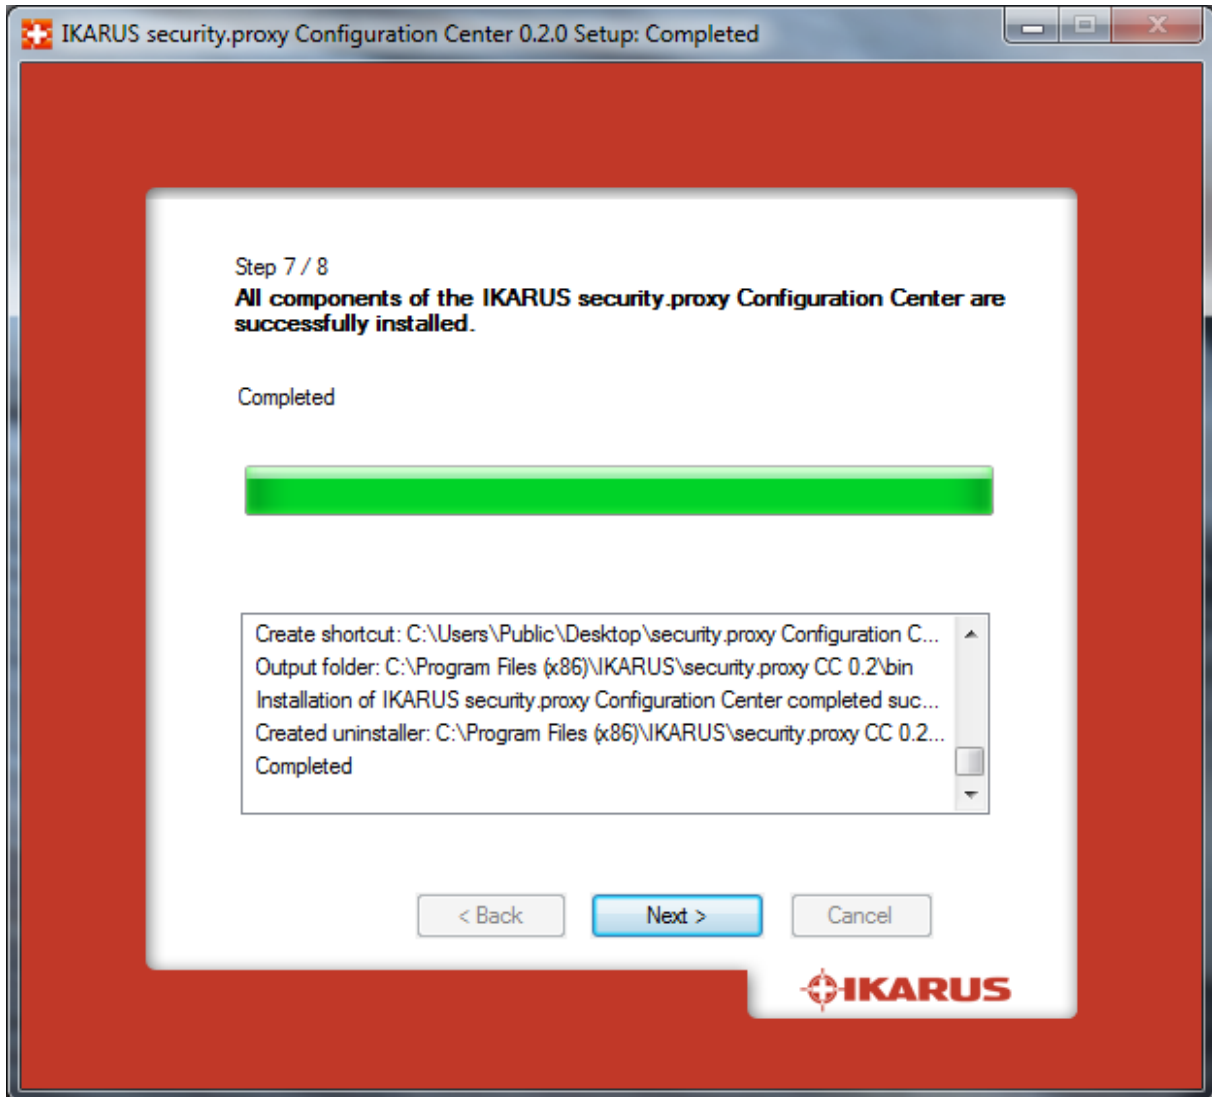 IKARUS security.proxy Configuration Center 0.2.0 Setup: Completed
Step 7 / 8
All components of the IKARUS security.proxy Configuration Center are
successfully installed.
Completed
Create shortcut: C:\Users\Public\Desktop\security.proxy Configuration C...
Output folder: C:\Program Files (x86)\IKARUS\security.proxy CC 0.2\bin
Installation of IKARUS security.proxy Configuration Center completed suc...
Created uninstaller: C:\Program Files (x86)\IKARUS\security.proxy CC 0.2...
Completed
< Back
Next >
Cancel
IKARUS